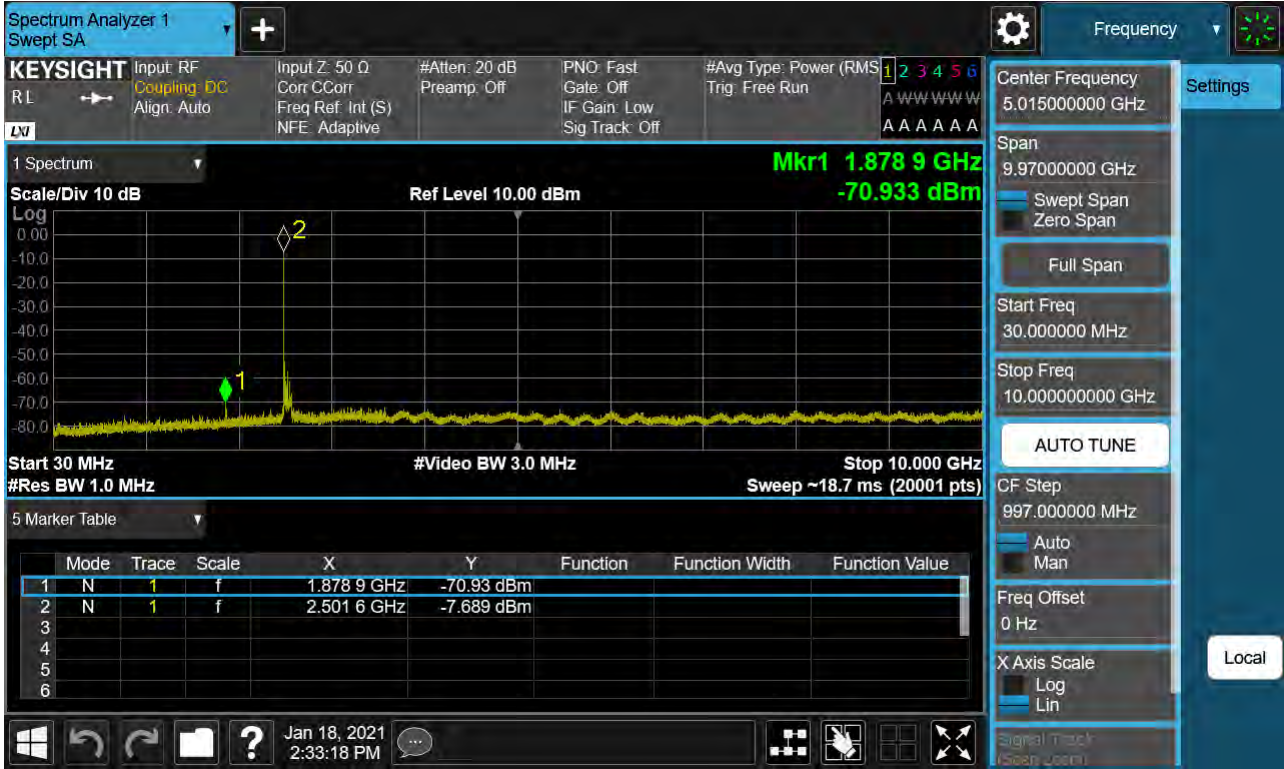 Spectrum Analyzer 1
Swept SA
+
Frequency
KEYSIGHT
RL
LXI
Input: RF
Coupling: DC
Align: Auto
Input Z: 50 Ω
Corr CCorr
Freq Ref: Int (S)
NFE: Adaptive
#Atten: 20 dB
Preamp: Off
PNO: Fast
Gate: Off
IF Gain: Low
Sig Track: Off
#Avg Type: Power (RMS
Trig: Free Run
1 2 3 4 5 6
A W W W W W
A A A A A A
1 Spectrum
Mkr1 1.878 9 GHz
-70.933 dBm
Scale/Div 10 dB
Ref Level 10.00 dBm
Log
0.00
-10.0
-20.0
-30.0
-40.0
-50.0
-60.0
-70.0
-80.0
2
1
Start 30 MHz
#Video BW 3.0 MHz
Stop 10.000 GHz
#Res BW 1.0 MHz
Sweep ~18.7 ms (20001 pts)
5 Marker Table
Mode Trace Scale X Y Function Function Width Function Value
1 N 1 f 1.878 9 GHz -70.93 dBm
2 N 1 f 2.501 6 GHz -7.689 dBm
3
4
5
6
Center Frequency
5.015000000 GHz
Span
9.97000000 GHz
Swept Span
Zero Span
Full Span
Start Freq
30.000000 MHz
Stop Freq
10.000000000 GHz
AUTO TUNE
CF Step
997.000000 MHz
Auto
Man
Freq Offset
0 Hz
X Axis Scale
Log
Lin
Signal Track
(Span Zoom)
Settings
Local
?
Jan 18, 2021
2:33:18 PM